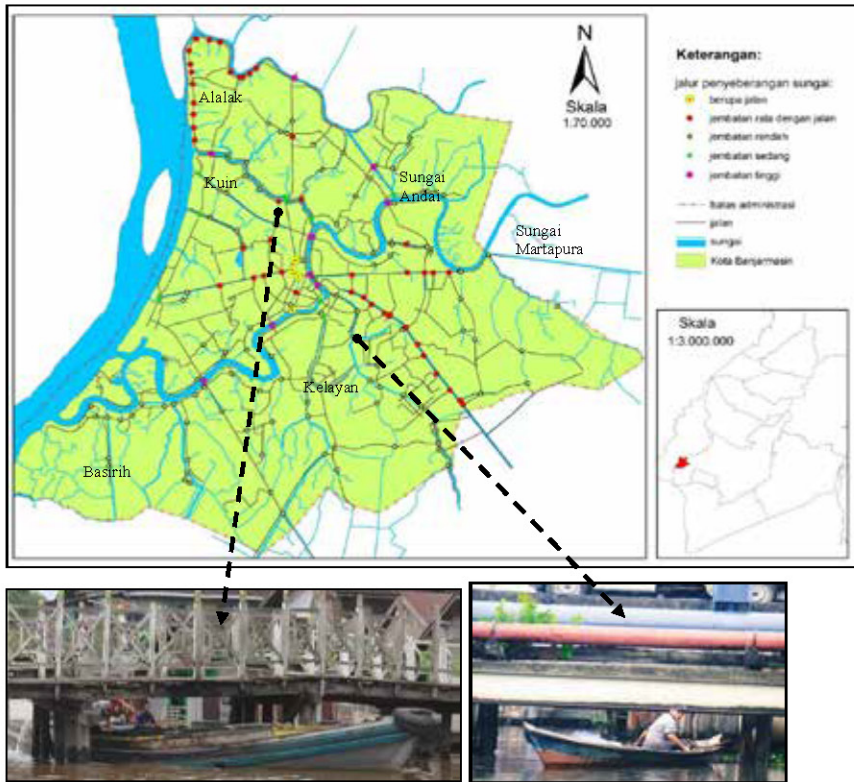 N
Skala
1:70.000
Keterangan:
jalur penyeberangan sungai:
berupa jalan
jembatan rata dengan jalan
jembatan rendah
jembatan sedang
jembatan tinggi
batas administrasi
jalan
sungai
Kota Banjarmasin
Alalak
Kuin
Sungai
Andai
Sungai
Martapura
Kelayan
Basirih
Skala
1:3.000.000